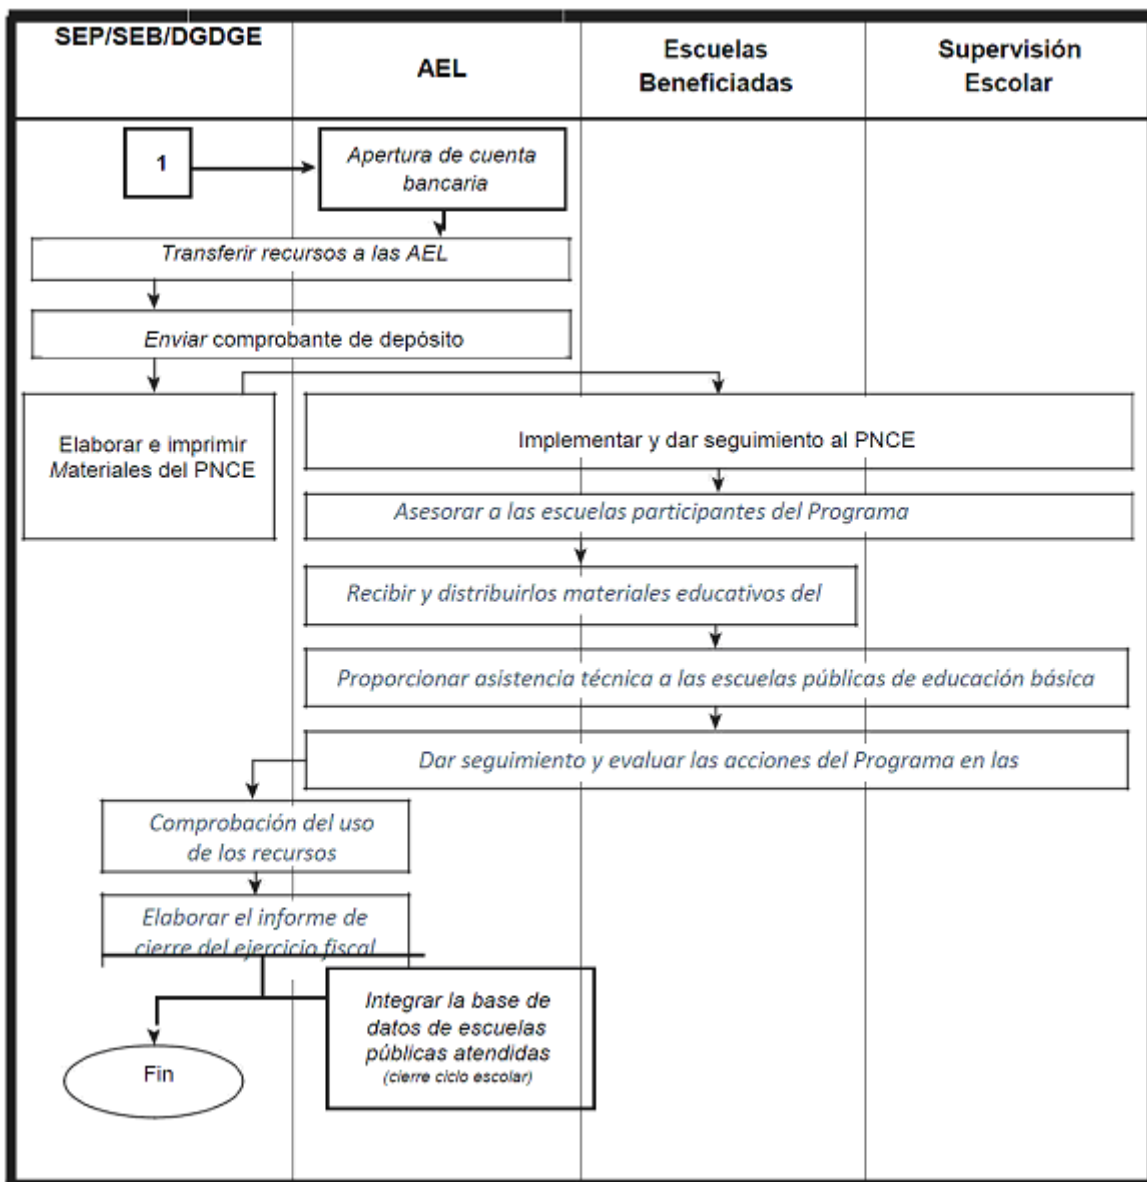 SEP/SEB/DGDGE
AEL
Escuelas
Beneficiadas
Supervisión
Escolar
1
Apertura de cuenta
bancaria
Transferir recursos a las AEL
Enviar comprobante de depósito
Elaborar e imprimir
Materiales del PNCE
Implementar y dar seguimiento al PNCE
Asesorar a las escuelas participantes del Programa
Recibir y distribuirlos materiales educativos del
Proporcionar asistencia técnica a las escuelas públicas de educación básica
Dar seguimiento y evaluar las acciones del Programa en las
Comprobación del uso
de los recursos
Elaborar el informe de
cierre del ejercicio fiscal
Integrar la base de
datos de escuelas
públicas atendidas
(cierre ciclo escolar)
Fin